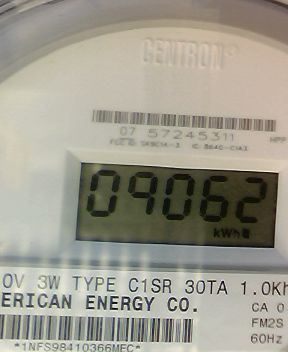 CENTRON®
07 57245311
09062
kWh
0V 3W TYPE C1SR 30TA 1.0Kh
ERICAN ENERGY CO.
CA 0
FM2S
60Hz
*1NFS98410366MEC*